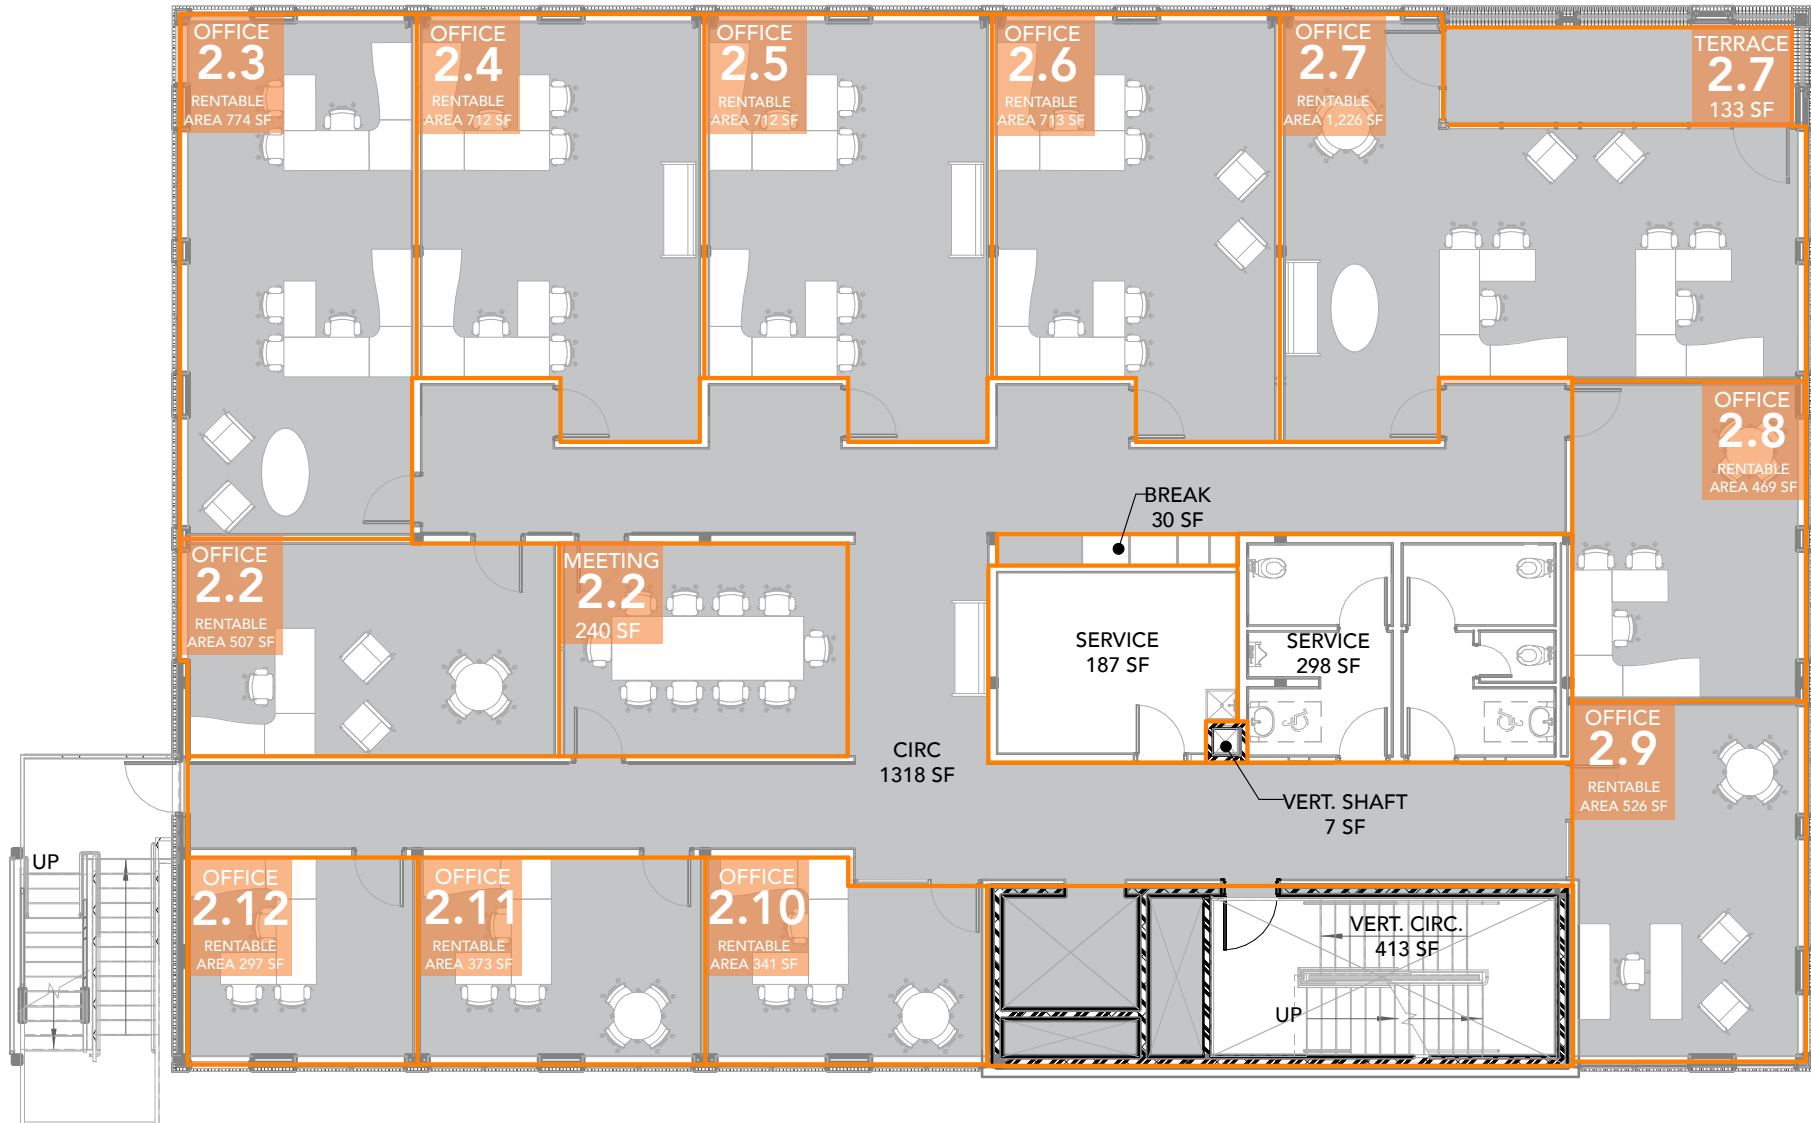 OFFICE
2.3
RENTABLE
AREA 774 SF
OFFICE
2.4
RENTABLE
AREA 712 SF
OFFICE
2.5
RENTABLE
AREA 712 SF
OFFICE
2.6
RENTABLE
AREA 713 SF
OFFICE
2.7
RENTABLE
AREA 1,226 SF
TERRACE
2.7
133 SF
OFFICE
2.8
RENTABLE
AREA 469 SF
BREAK
30 SF
OFFICE
2.2
RENTABLE
AREA 507 SF
MEETING
2.2
240 SF
SERVICE
187 SF
SERVICE
298 SF
OFFICE
2.9
RENTABLE
AREA 526 SF
CIRC
1318 SF
VERT. SHAFT
7 SF
UP
OFFICE
2.12
RENTABLE
AREA 297 SF
OFFICE
2.11
RENTABLE
AREA 373 SF
OFFICE
2.10
RENTABLE
AREA 341 SF
VERT. CIRC.
413 SF
UP